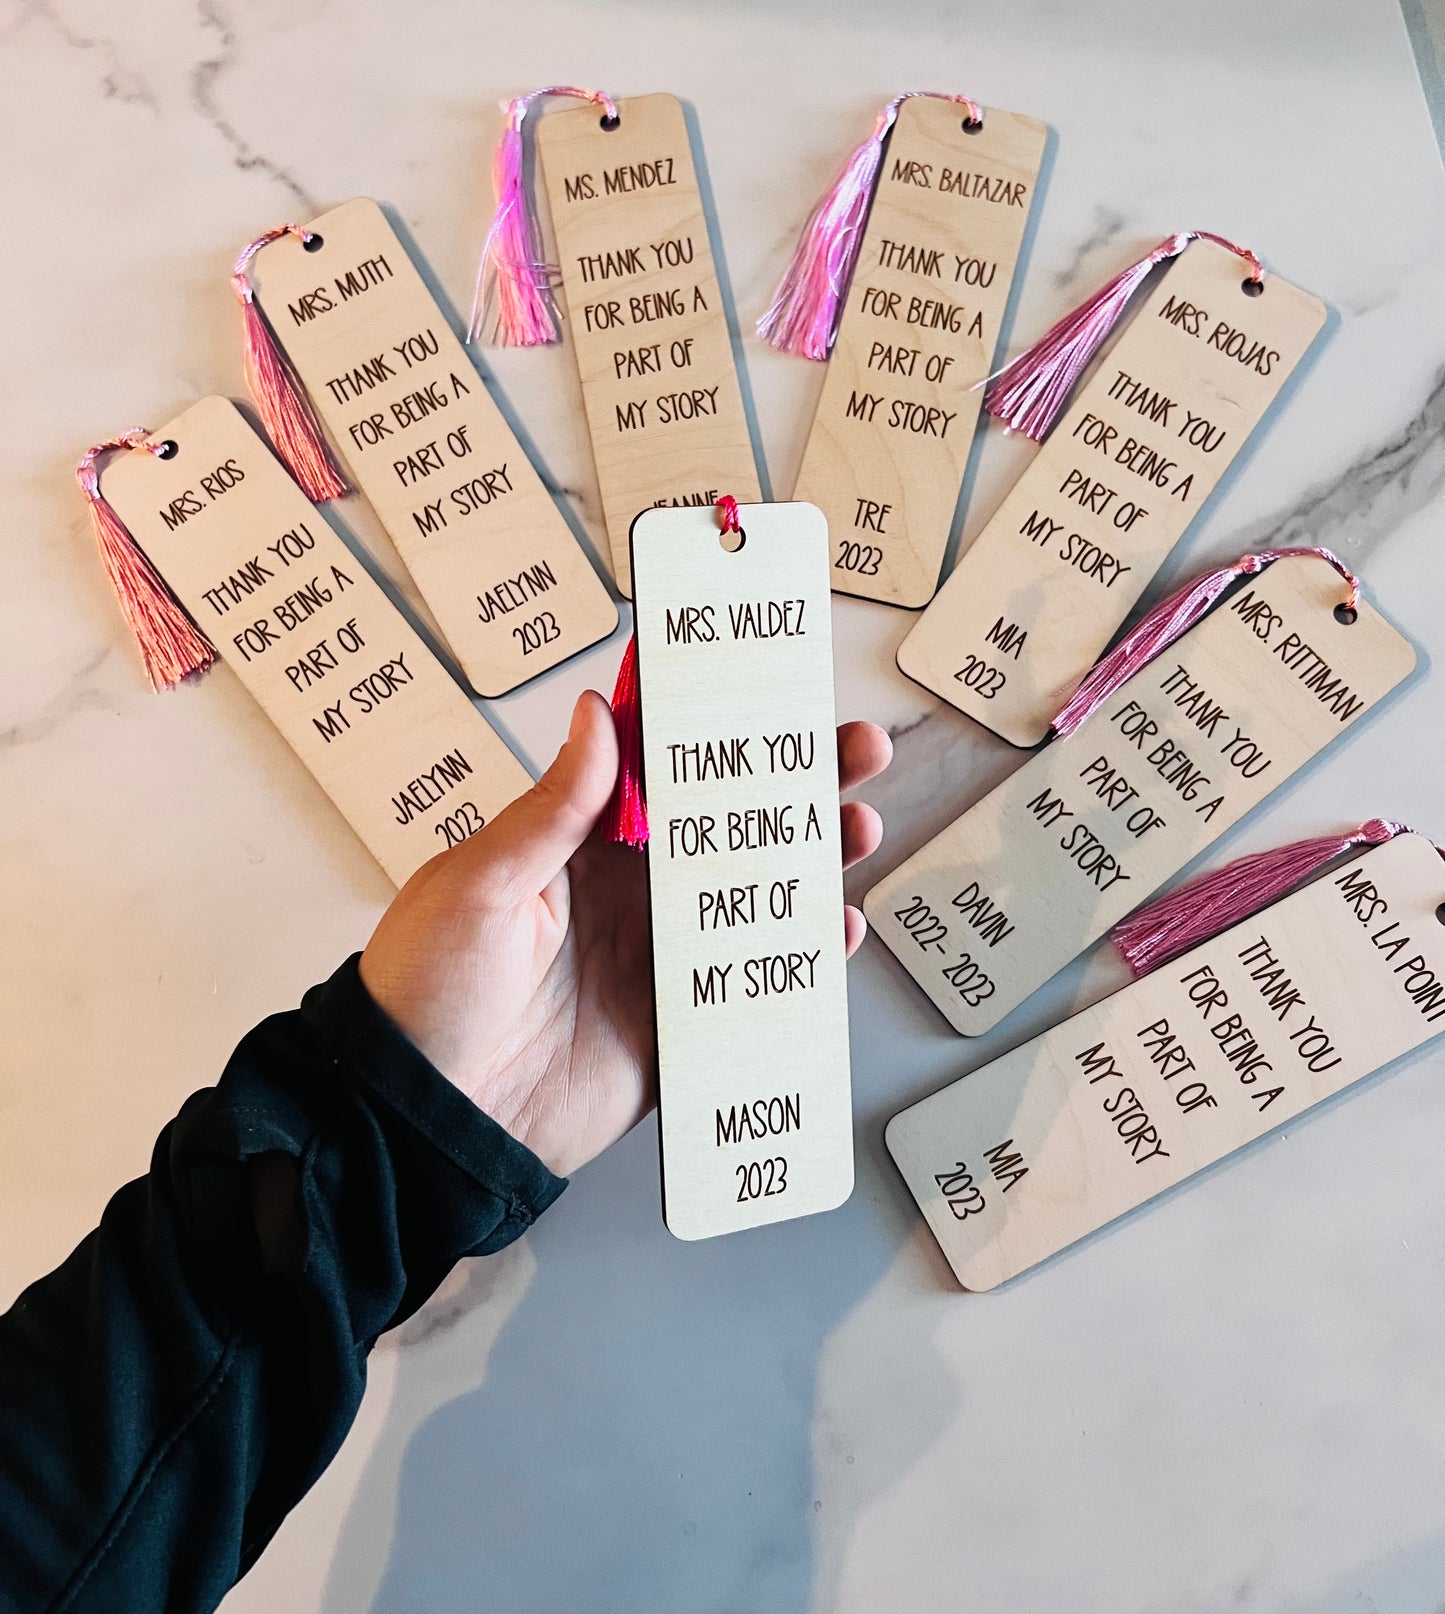 MS. MENDEZ
THANK YOU
FOR BEING A
PART OF
MY STORY
JEANNE
MRS. BALTAZAR
THANK YOU
FOR BEING A
PART OF
MY STORY
TRE
2023
MRS. MUTH
THANK YOU
FOR BEING A
PART OF
MY STORY
JAELYNN
2023
MRS. RIOJAS
THANK YOU
FOR BEING A
PART OF
MY STORY
MIA
2023
MRS. RIOS
THANK YOU
FOR BEING A
PART OF
MY STORY
JAELYNN
2023
MRS. VALDEZ
THANK YOU
FOR BEING A
PART OF
MY STORY
MASON
2023
MRS. RITTIMAN
THANK YOU
FOR BEING A
PART OF
MY STORY
DAVIN
2022-2023
MRS. LA POINT
THANK YOU
FOR BEING A
PART OF
MY STORY
MIA
2023